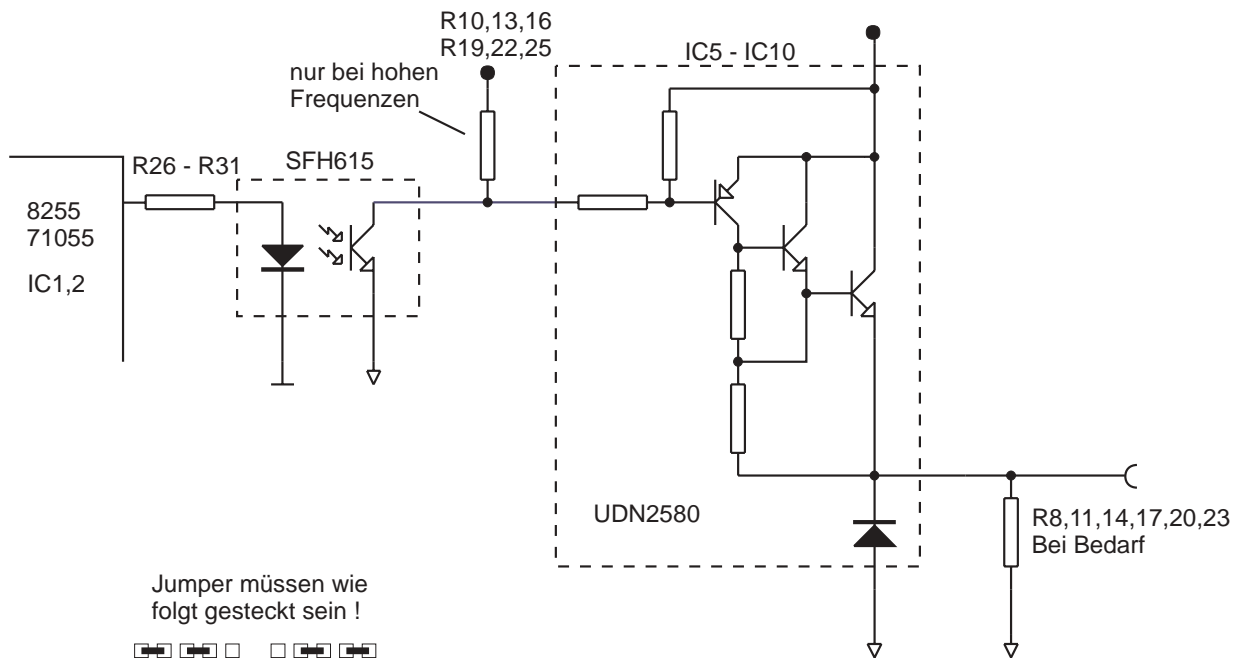 R10,13,16
R19,22,25
IC5 - IC10
nur bei hohen
Frequenzen
R26 - R31
SFH615
8255
71055
IC1,2
UDN2580
R8,11,14,17,20,23
Bei Bedarf
Jumper müssen wie
folgt gesteckt sein !